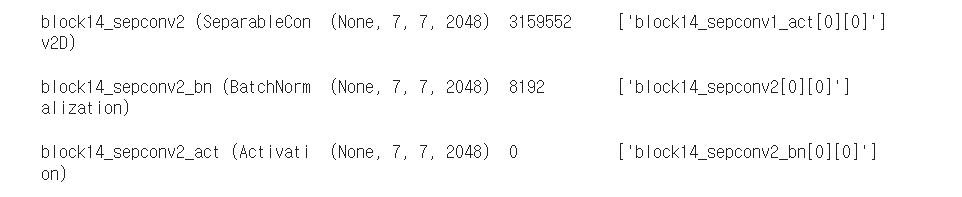 block14_sepconv2 (SeparableCon  (None, 7, 7, 2048)  3159552     ['block14_sepconv1_act[0][0]']
v2D)
block14_sepconv2_bn (BatchNorm  (None, 7, 7, 2048)  8192        ['block14_sepconv2[0][0]']
alization)
block14_sepconv2_act (Activati  (None, 7, 7, 2048)  0           ['block14_sepconv2_bn[0][0]']
on)